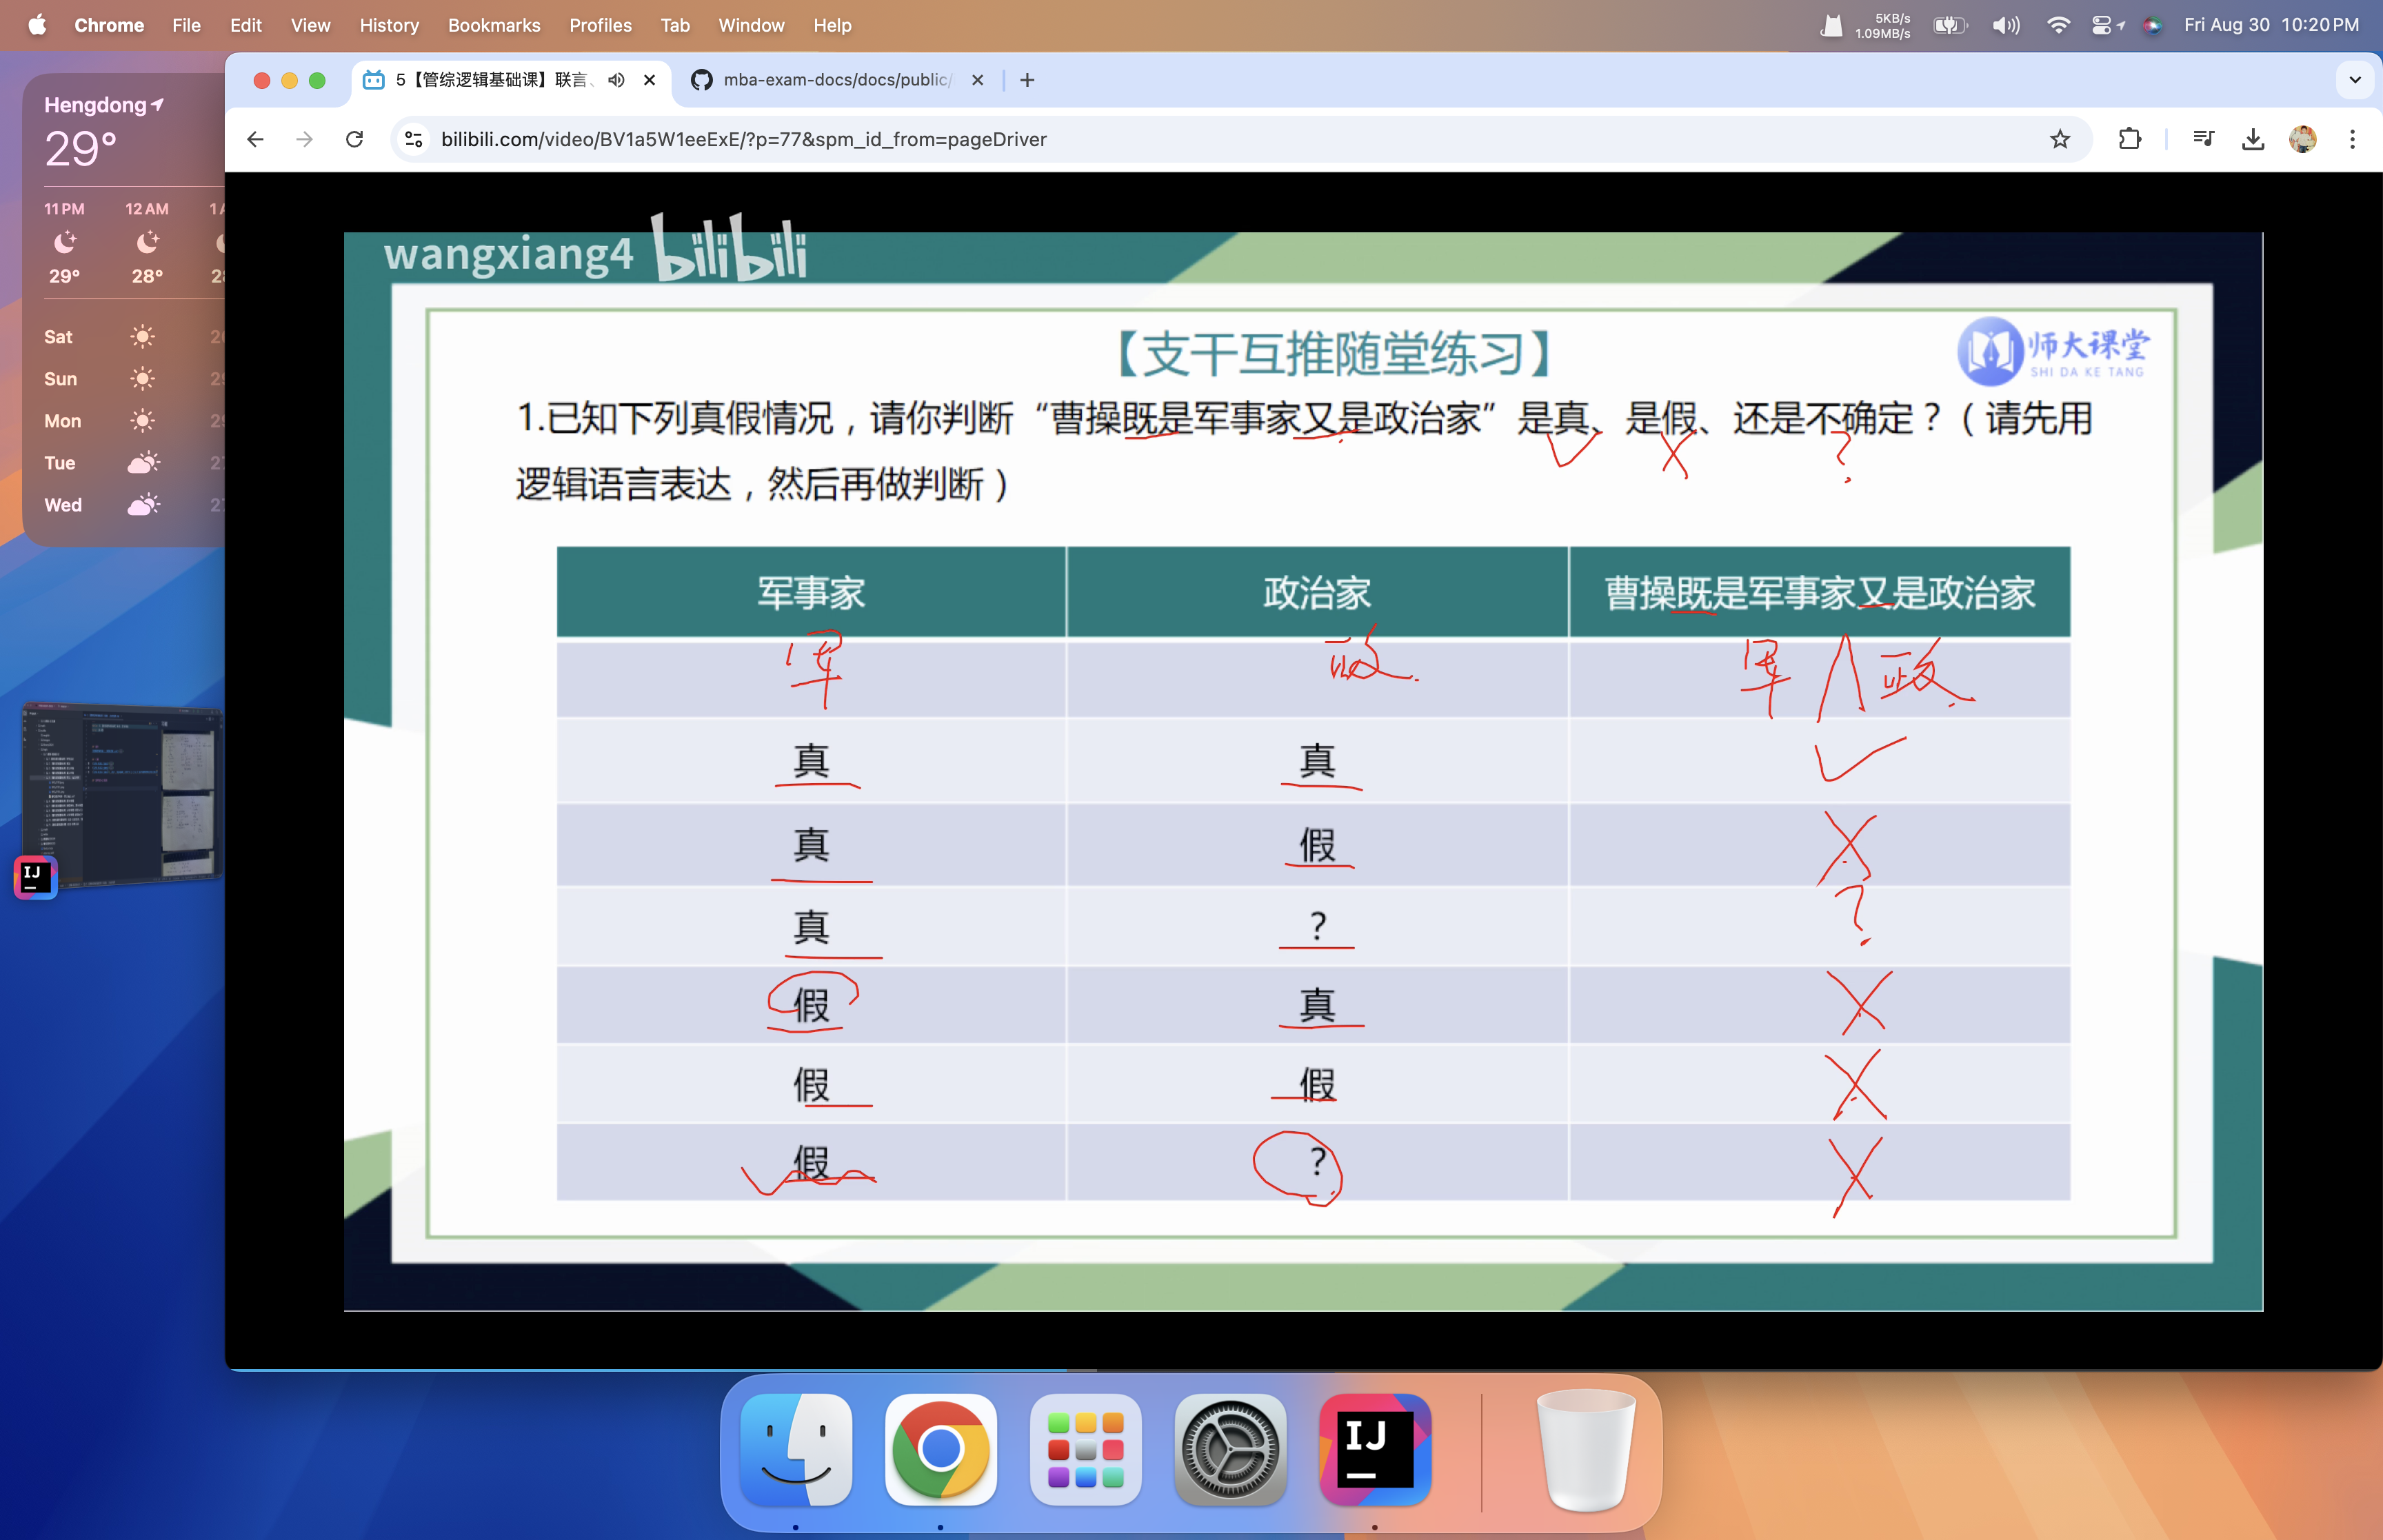 Chrome File Edit View History Bookmarks Profiles Tab Window Help
5KB/s
1.09MB/s
Fri Aug 30 10:20 PM
Hengdong
29°
11 PM 12 AM
29° 28°
Sat
Sun
Mon
Tue
Wed
5【管综逻辑基础课】联言、
mba-exam-docs/docs/public/
bilibili.com/video/BV1a5W1eeExE/?p=77&spm_id_from=pageDriver
wangxiang4 bilibili
【支干互推随堂练习】
师大课堂
SHI DA KE TANG
1.已知下列真假情况，请你判断“曹操既是军事家又是政治家”是真、是假、还是不确定？（请先用
逻辑语言表达，然后再做判断）
✓ X ?
军事家 政治家 曹操既是军事家又是政治家
军 政 军 ∧ 政
真 真 ✓
真 假 X
真 ? ?
假 真 X
假 假 X
假 ? X
IJ
IJ